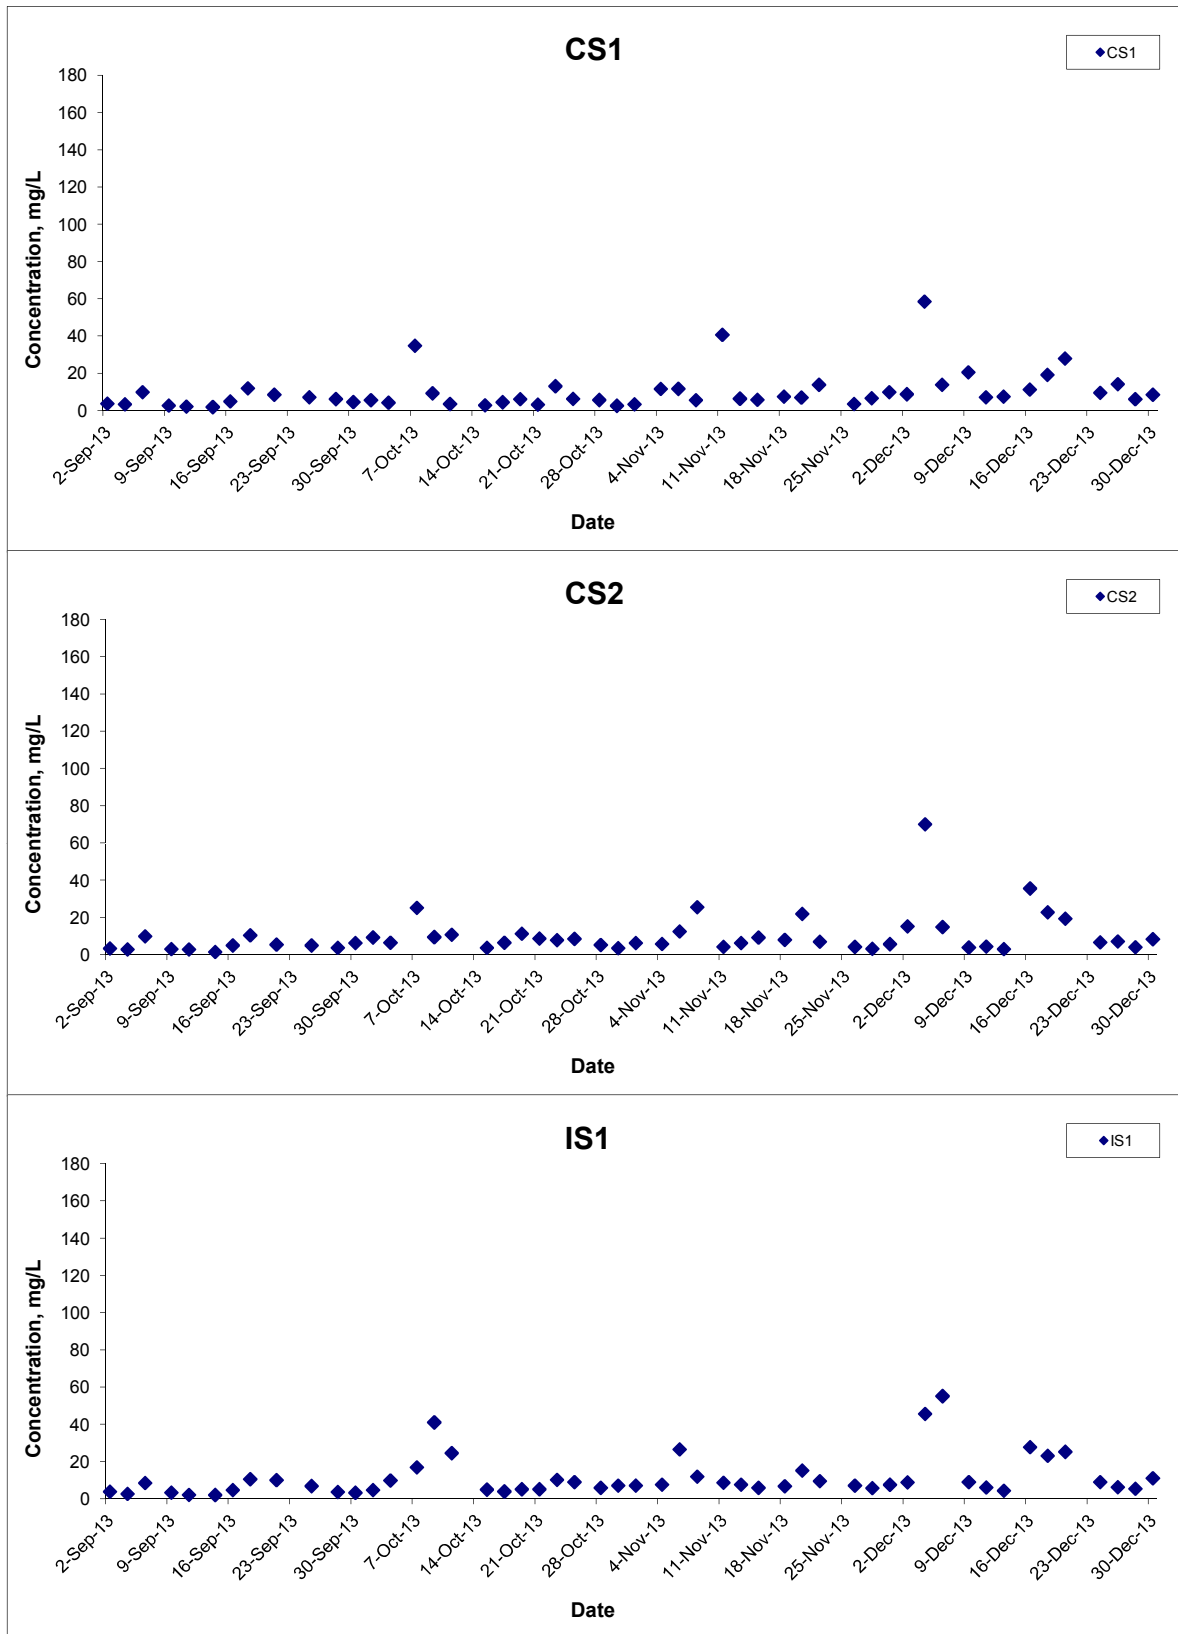 CS1
CS1
180
160
140
120
100
80
60
40
20
0
Concentration, mg/L
2-Sep-13
9-Sep-13
16-Sep-13
23-Sep-13
30-Sep-13
7-Oct-13
14-Oct-13
21-Oct-13
28-Oct-13
4-Nov-13
11-Nov-13
18-Nov-13
25-Nov-13
2-Dec-13
9-Dec-13
16-Dec-13
23-Dec-13
30-Dec-13
Date
CS2
CS2
180
160
140
120
100
80
60
40
20
0
Concentration, mg/L
2-Sep-13
9-Sep-13
16-Sep-13
23-Sep-13
30-Sep-13
7-Oct-13
14-Oct-13
21-Oct-13
28-Oct-13
4-Nov-13
11-Nov-13
18-Nov-13
25-Nov-13
2-Dec-13
9-Dec-13
16-Dec-13
23-Dec-13
30-Dec-13
Date
IS1
IS1
180
160
140
120
100
80
60
40
20
0
Concentration, mg/L
2-Sep-13
9-Sep-13
16-Sep-13
23-Sep-13
30-Sep-13
7-Oct-13
14-Oct-13
21-Oct-13
28-Oct-13
4-Nov-13
11-Nov-13
18-Nov-13
25-Nov-13
2-Dec-13
9-Dec-13
16-Dec-13
23-Dec-13
30-Dec-13
Date